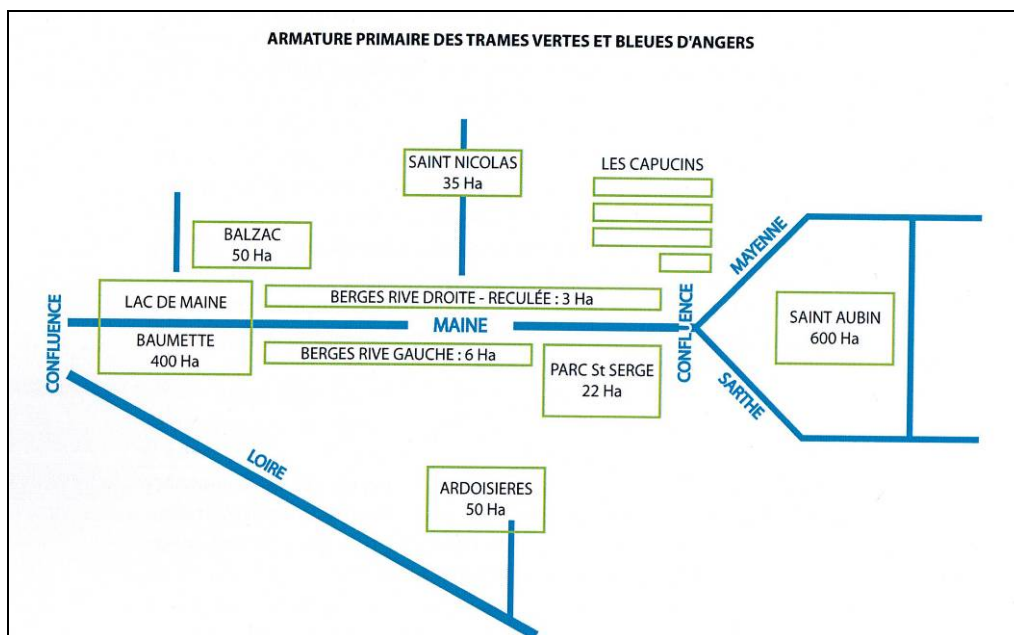 ARMATURE PRIMAIRE DES TRAMES VERTES ET BLEUES D'ANGERS
SAINT NICOLAS
35 Ha
LES CAPUCINS
BALZAC
50 Ha
MAYENNE
LAC DE MAINE
BERGES RIVE DROITE - RECULÉE : 3 Ha
CONFLUENCE
MAINE
CONFLUENCE
SAINT AUBIN
600 Ha
BAUMETTE
400 Ha
BERGES RIVE GAUCHE : 6 Ha
PARC St SERGE
22 Ha
SARTHE
LOIRE
ARDOISIERES
50 Ha